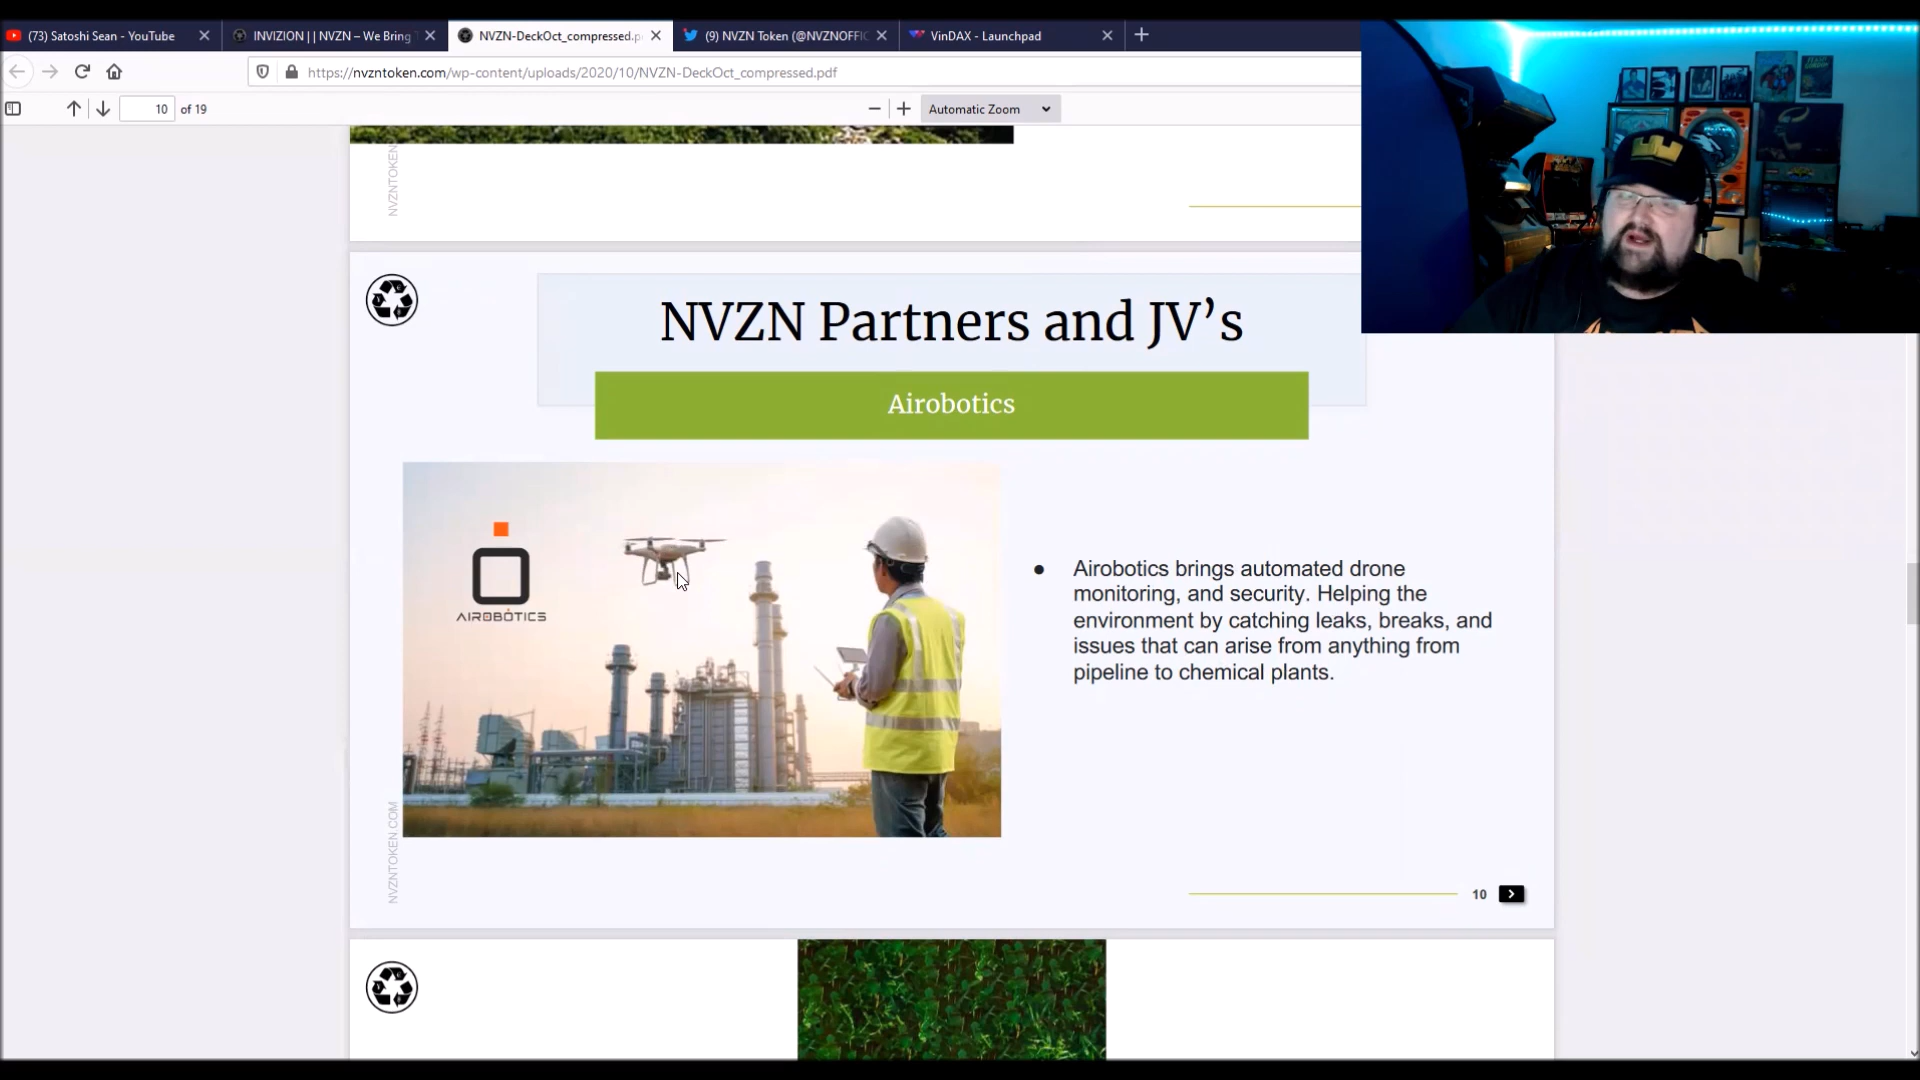 (73) Satoshi Sean - YouTube
INVIZION | | NVZN – We Bring T
NVZN-DeckOct_compressed.p
(9) NVZN Token (@NVZNOFFIC
VinDAX - Launchpad
https://nvzntoken.com/wp-content/uploads/2020/10/NVZN-DeckOct_compressed.pdf
10 of 19
Automatic Zoom
NVZNTOKEN
NVZN Partners and JV's
Airobotics
AIROBOTICS
● Airobotics brings automated drone
monitoring, and security. Helping the
environment by catching leaks, breaks, and
issues that can arise from anything from
pipeline to chemical plants.
NVZNTOKEN.COM
10